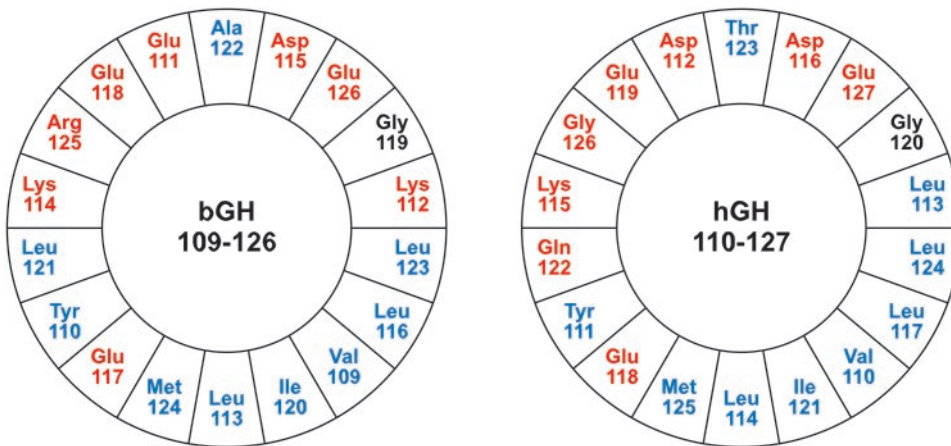 Ala
122
Asp
115
Glu
126
Gly
119
Lys
112
Leu
123
Leu
116
Val
109
Ile
120
Leu
113
Met
124
Glu
117
Tyr
110
Leu
121
Lys
114
Arg
125
Glu
118
Glu
111
bGH
109-126
Thr
123
Asp
116
Glu
127
Gly
120
Leu
113
Leu
124
Leu
117
Val
110
Ile
121
Leu
114
Met
125
Glu
118
Tyr
111
Gln
122
Lys
115
Gly
126
Glu
119
Asp
112
hGH
110-127